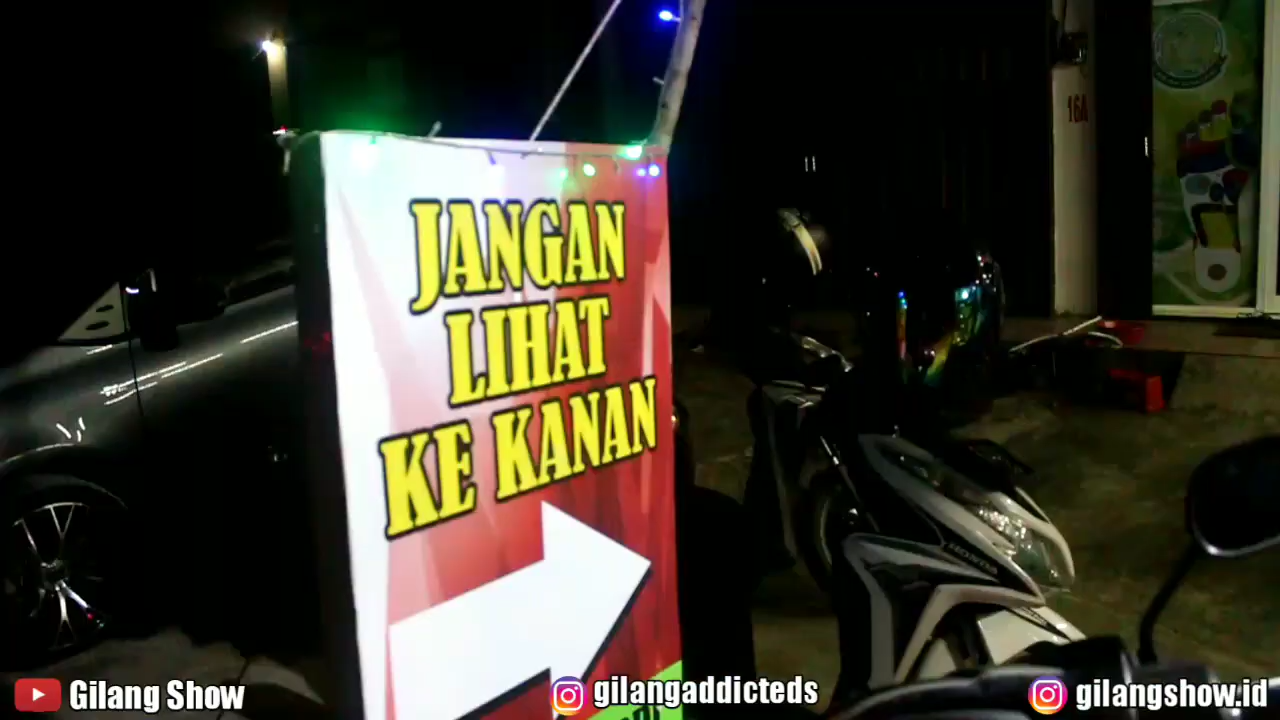 JANGAN
LIHAT
KE KANAN
16A
HONDA
Gilang Show
gilangaddicteds
gilangshow.id